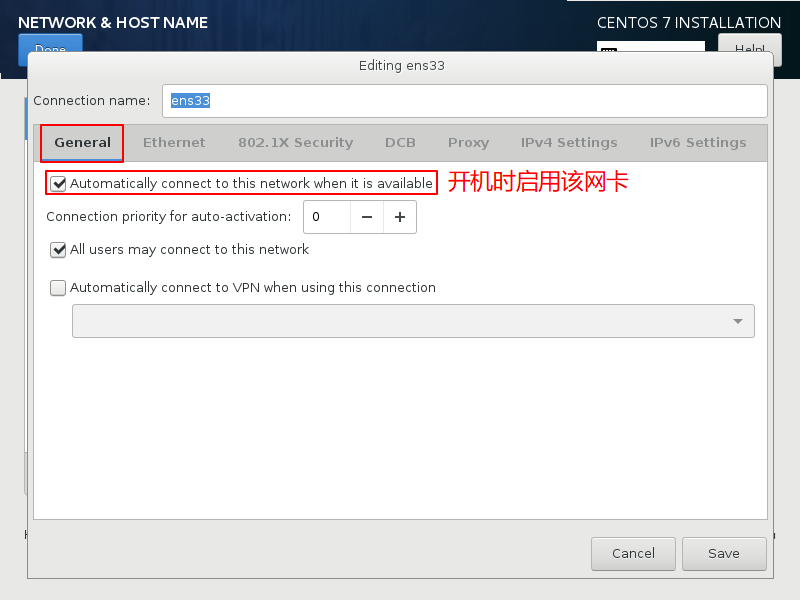 NETWORK & HOST NAME
CENTOS 7 INSTALLATION
Done
Help!
Editing ens33
Connection name: ens33
General Ethernet 802.1X Security DCB Proxy IPv4 Settings IPv6 Settings
Automatically connect to this network when it is available 开机时启用该网卡
Connection priority for auto-activation: 0 − +
All users may connect to this network
Automatically connect to VPN when using this connection
Cancel Save